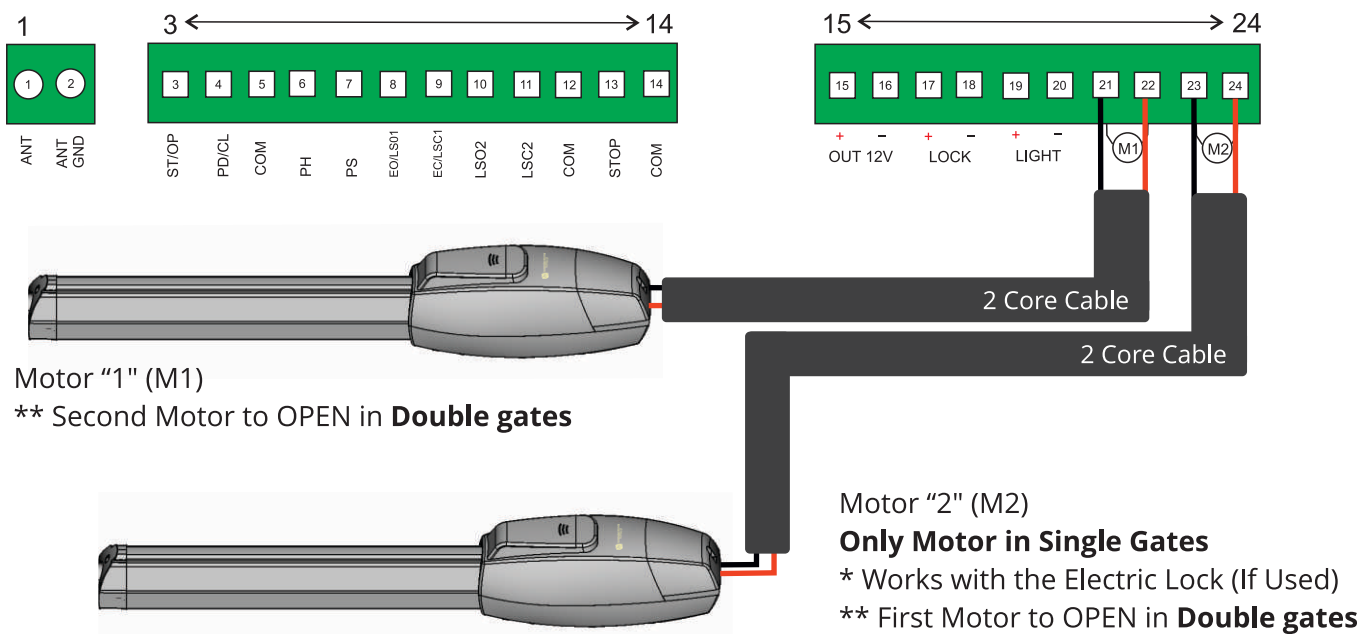 1
3
14
15
24
1
2
3
4
5
6
7
8
9
10
11
12
13
14
15
16
17
18
19
20
21
22
23
24
ANT
ANT
GND
ST/OP
PD/CL
COM
PH
PS
EO/LS01
EC/LSC1
LSO2
LSC2
COM
STOP
COM
+ −
OUT 12V
+ −
LOCK
+ −
LIGHT
M1
M2
2 Core Cable
2 Core Cable
Motor “1" (M1)
** Second Motor to OPEN in Double gates
Motor “2" (M2)
Only Motor in Single Gates
* Works with the Electric Lock (If Used)
** First Motor to OPEN in Double gates